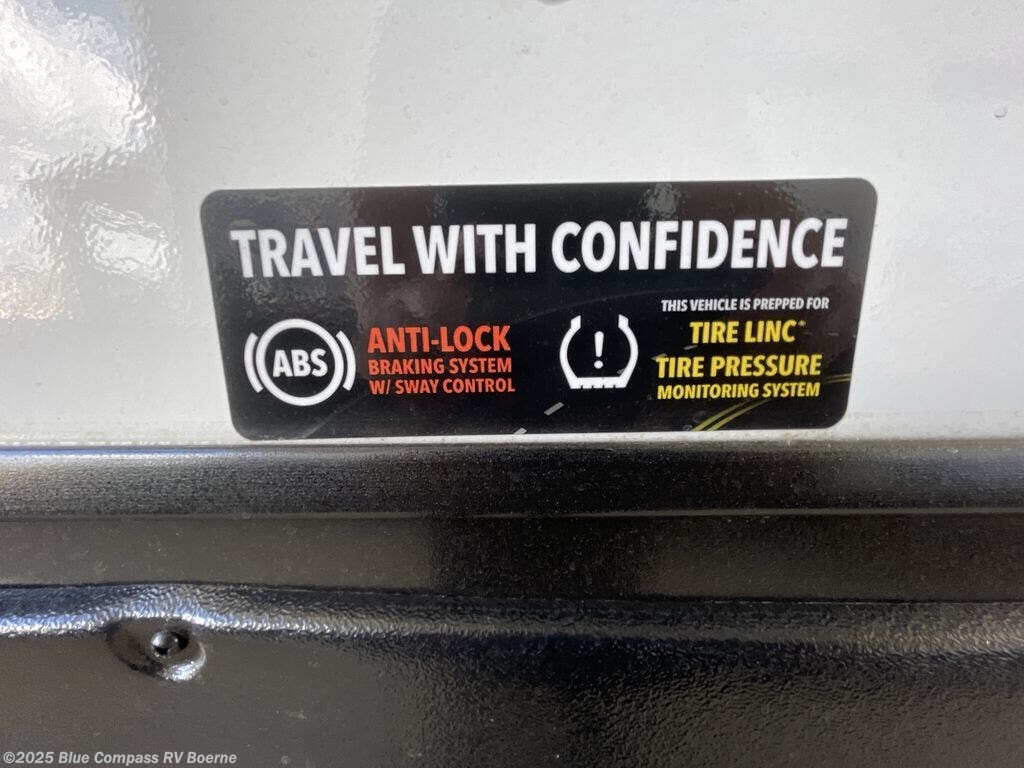 TRAVEL WITH CONFIDENCE
ABS
ANTI-LOCK
BRAKING SYSTEM
W/ SWAY CONTROL
!
THIS VEHICLE IS PREPPED FOR
TIRE LINC®
TIRE PRESSURE
MONITORING SYSTEM
©2025 Blue Compass RV Boerne